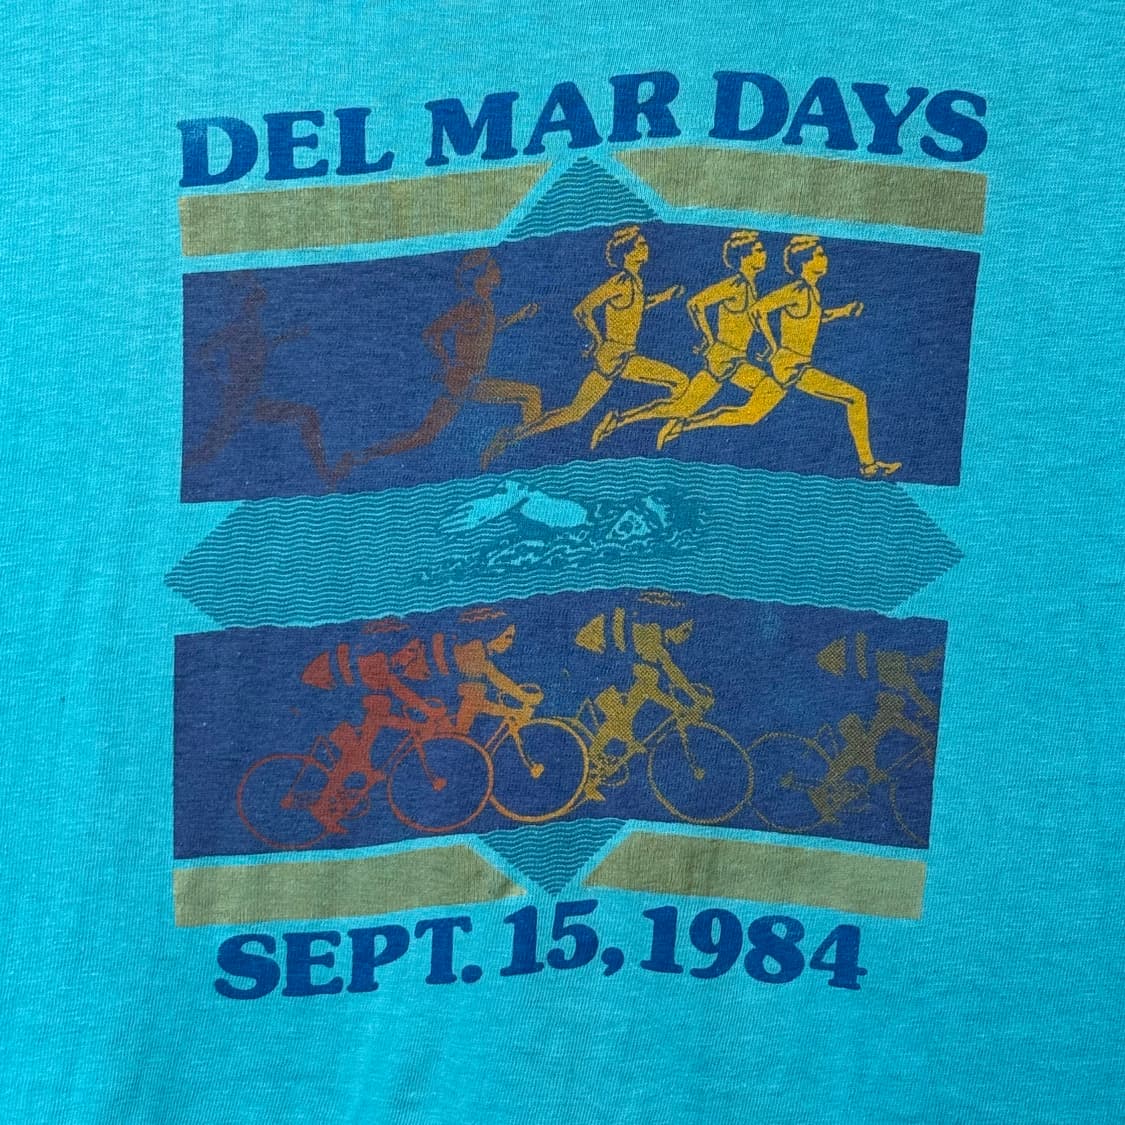 DEL MAR DAYS
SEPT. 15, 1984